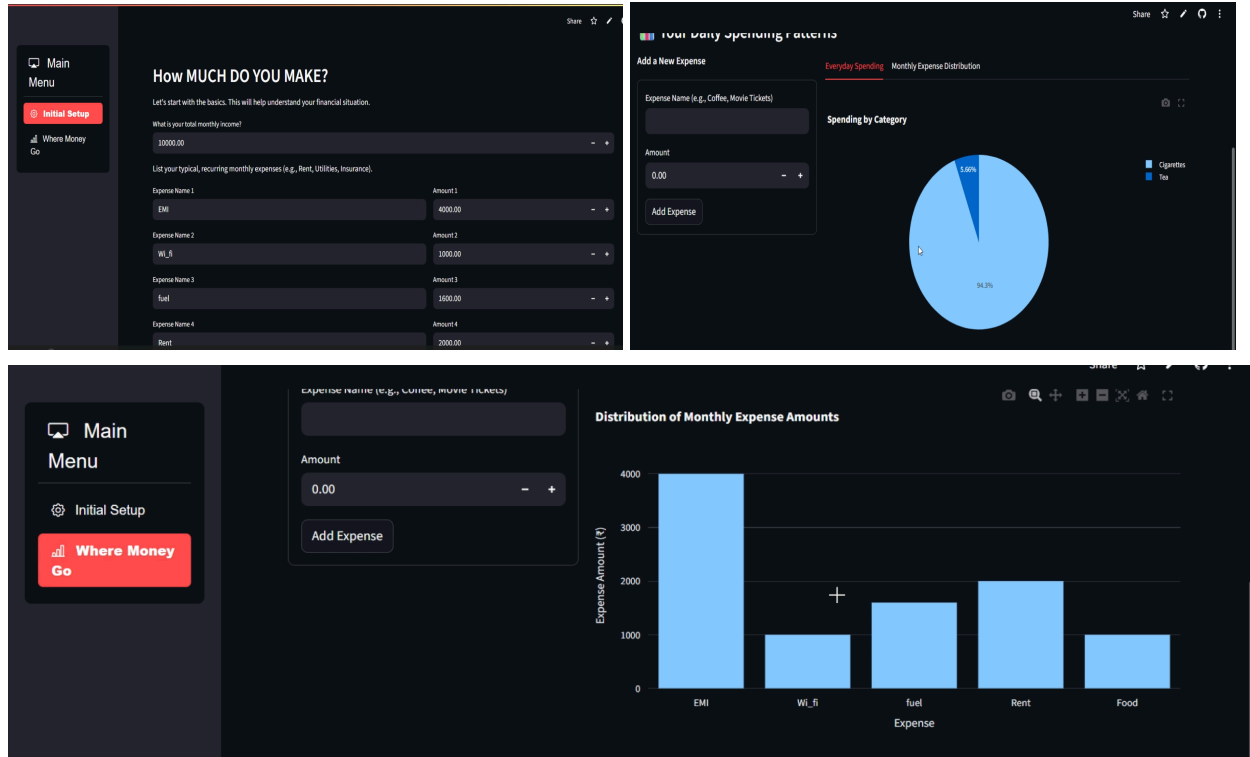 Share
Main
Menu
Initial Setup
Where Money
Go
How MUCH DO YOU MAKE?
Let's start with the basics. This will help understand your financial situation.
What is your total monthly income?
10000.00 - +
List your typical, recurring monthly expenses (e.g., Rent, Utilities, Insurance).
Expense Name 1 Amount 1
EMI 4000.00 - +
Expense Name 2 Amount 2
Wi_fi 1000.00 - +
Expense Name 3 Amount 3
fuel 1600.00 - +
Expense Name 4 Amount 4
Rent 2000.00 - +
Share
Your Daily Spending Patterns
Add a New Expense
Expense Name (e.g., Coffee, Movie Tickets)
Amount
0.00 - +
Add Expense
Everyday Spending Monthly Expense Distribution
Spending by Category
5.66%
94.3%
Cigarettes
Tea
Share
Main
Menu
Initial Setup
Where Money
Go
Expense Name (e.g., Coffee, Movie Tickets)
Amount
0.00 - +
Add Expense
Distribution of Monthly Expense Amounts
Expense Amount (₹)
4000
3000
2000
1000
0
EMI Wi_fi fuel Rent Food
Expense